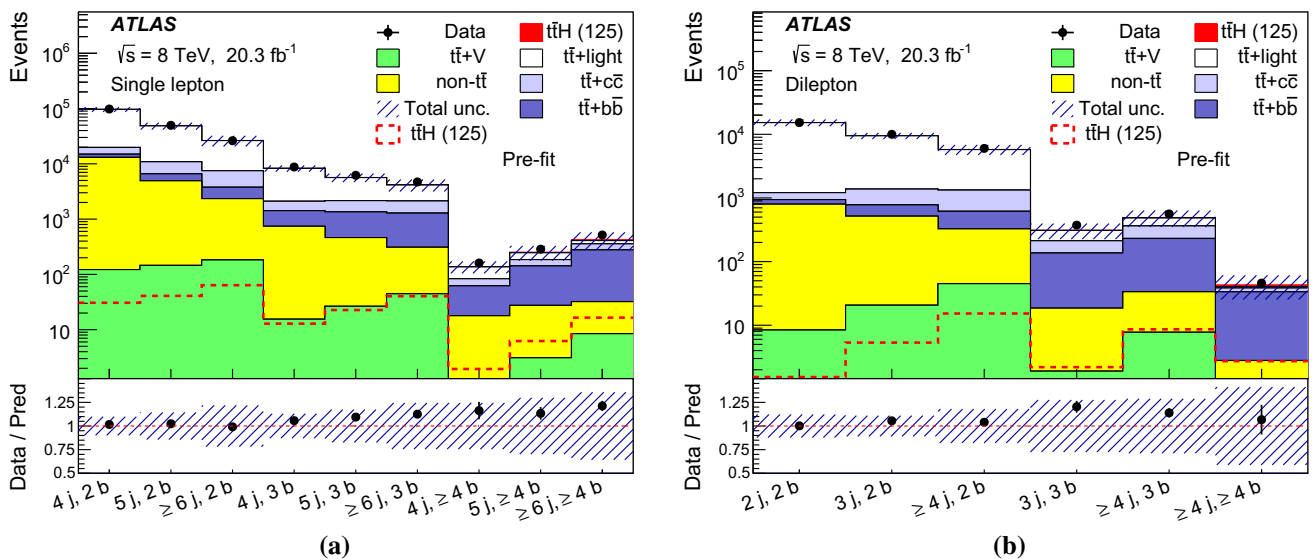 Events
10⁶
10⁵
10⁴
10³
10²
10
ATLAS
√s = 8 TeV, 20.3 fb⁻¹
Single lepton
Data
tt̄+V
non-tt̄
Total unc.
tt̄H (125)
tt̄H (125)
tt̄+light
tt̄+cc̄
tt̄+bb̄
Pre-fit
Data / Pred
1.25
1
0.75
0.5
4 j, 2 b
5 j, 2 b
≥ 6 j, 2 b
4 j, 3 b
5 j, 3 b
≥ 6 j, 3 b
4 j, ≥ 4 b
5 j, ≥ 4 b
≥ 6 j, ≥ 4 b
(a)
Events
10⁵
10⁴
10³
10²
10
ATLAS
√s = 8 TeV, 20.3 fb⁻¹
Dilepton
Data
tt̄+V
non-tt̄
Total unc.
tt̄H (125)
tt̄H (125)
tt̄+light
tt̄+cc̄
tt̄+bb̄
Pre-fit
Data / Pred
1.25
1
0.75
0.5
2 j, 2 b
3 j, 2 b
≥ 4 j, 2 b
3 j, 3 b
≥ 4 j, 3 b
≥ 4 j, ≥ 4 b
(b)